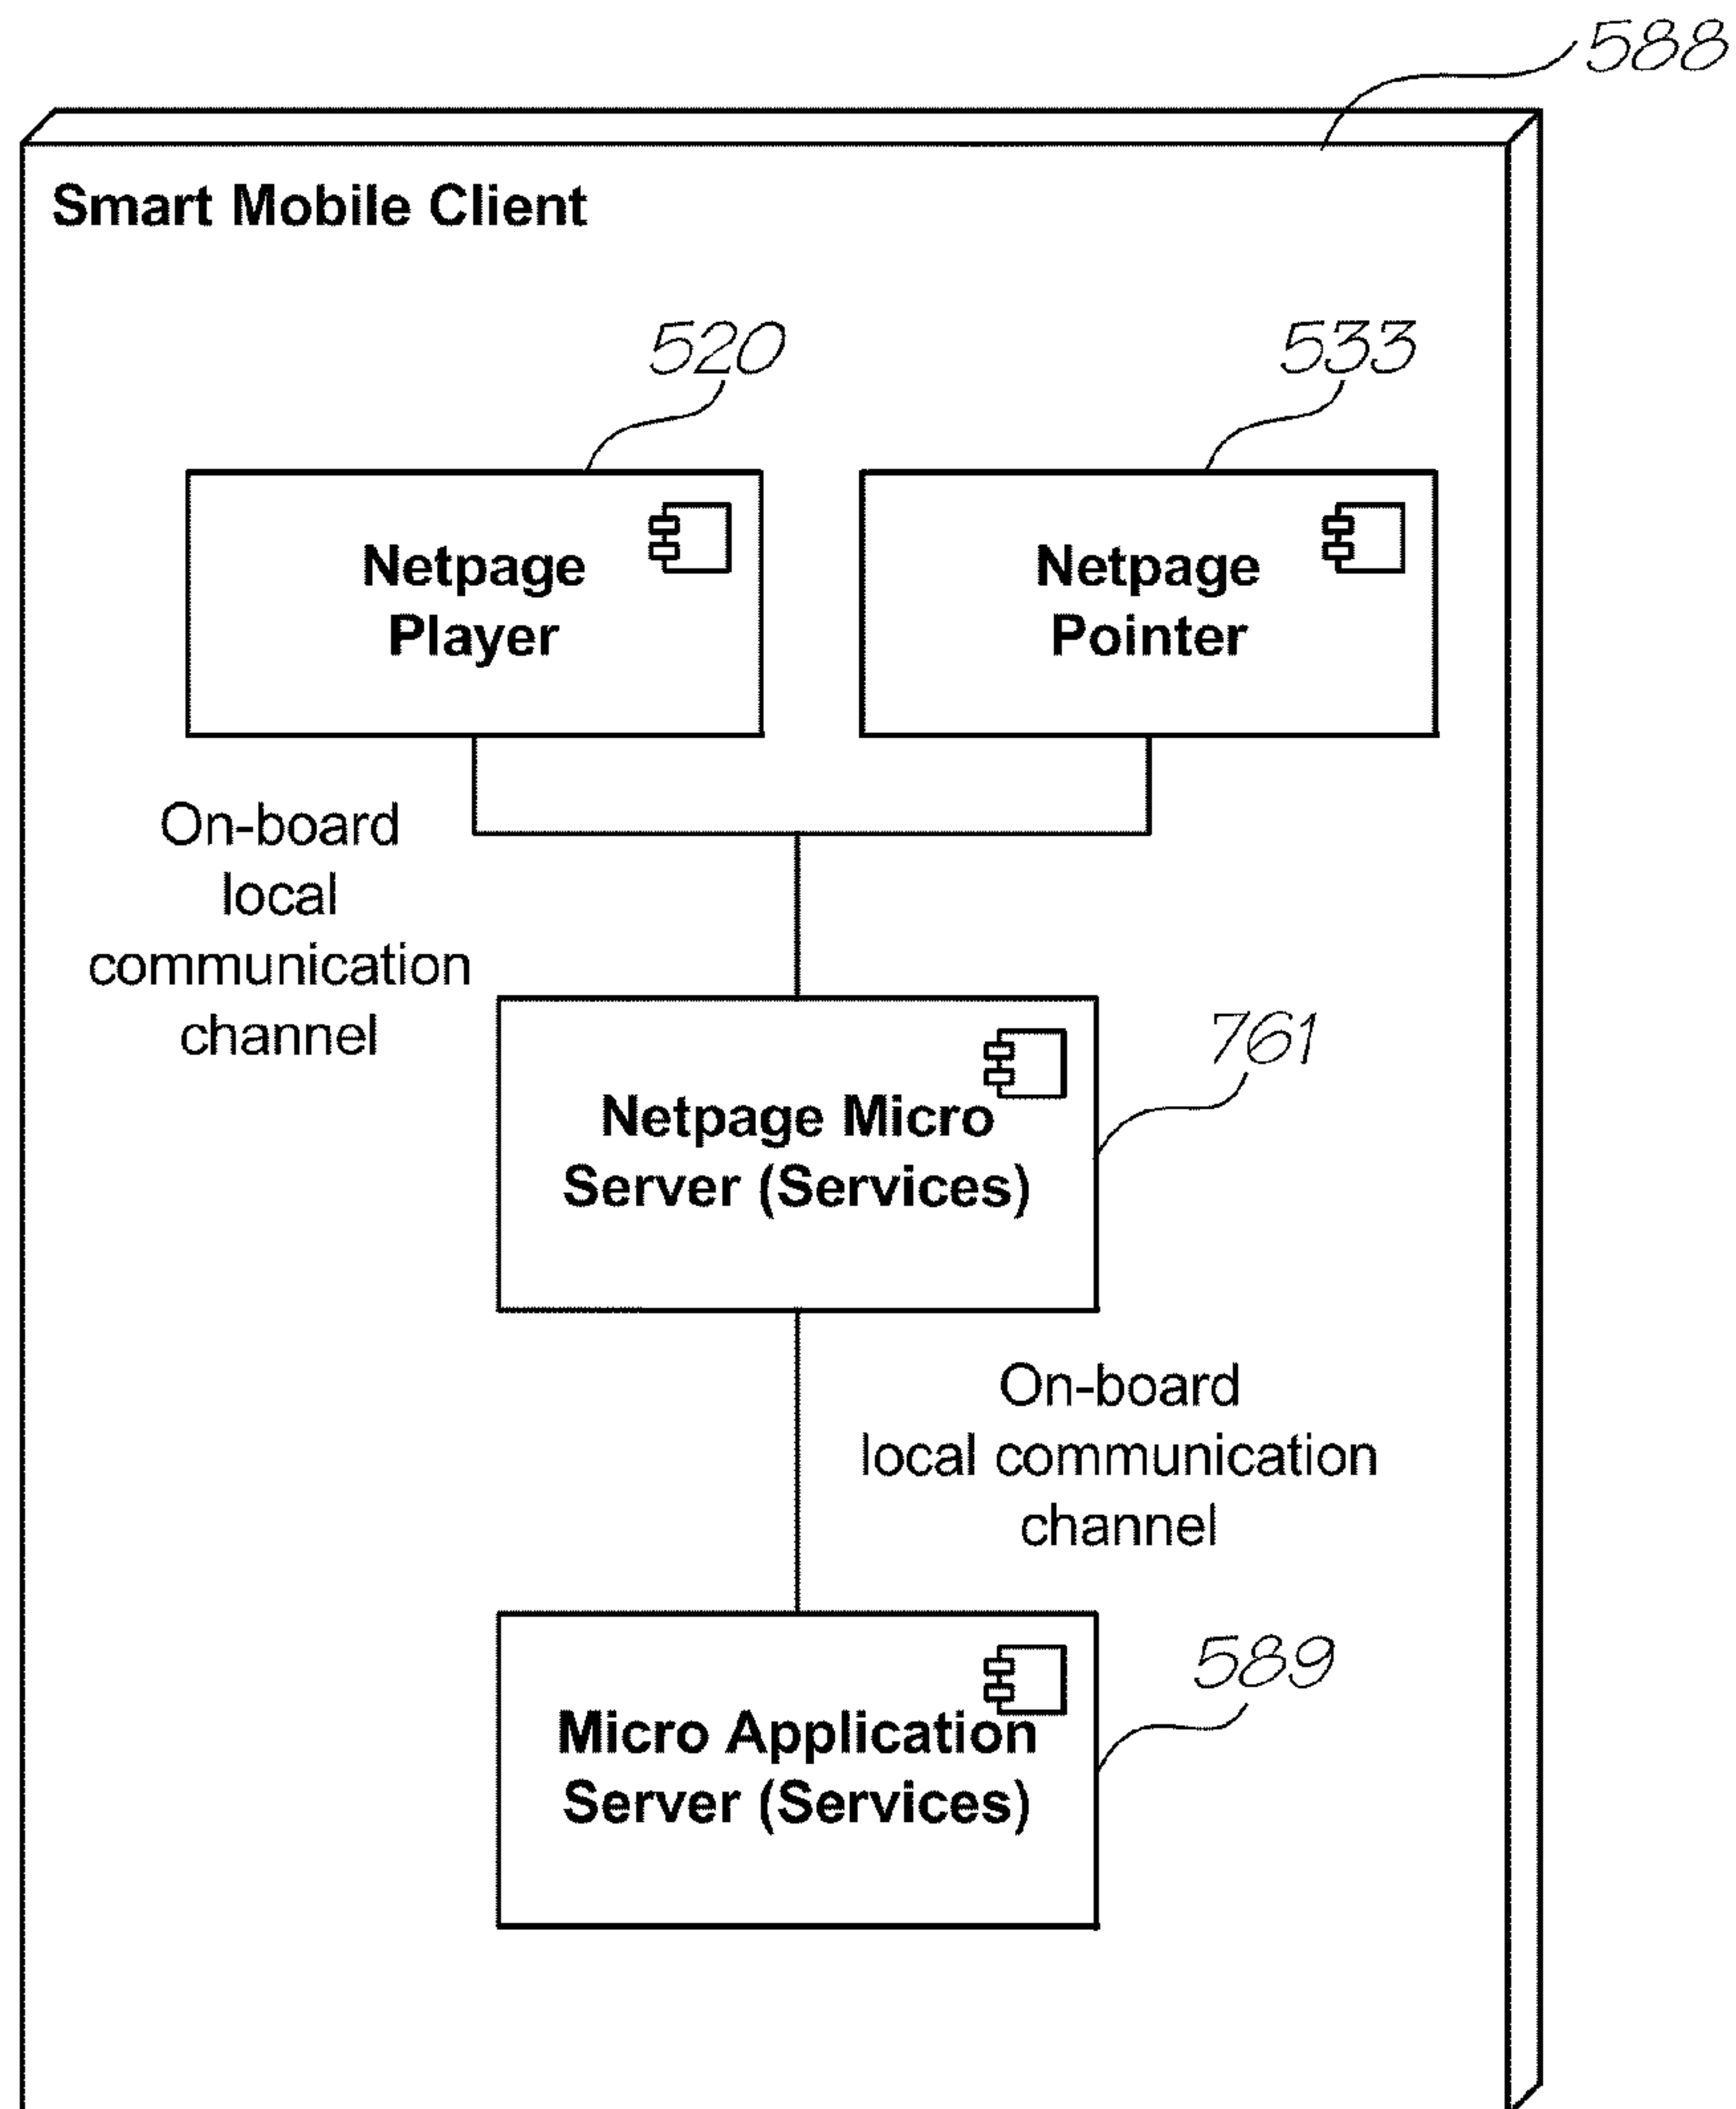 588
Smart Mobile Client
520
533
Netpage
Player
Netpage
Pointer
On-board
local
communication
channel
761
Netpage Micro
Server (Services)
On-board
local communication
channel
589
Micro Application
Server (Services)